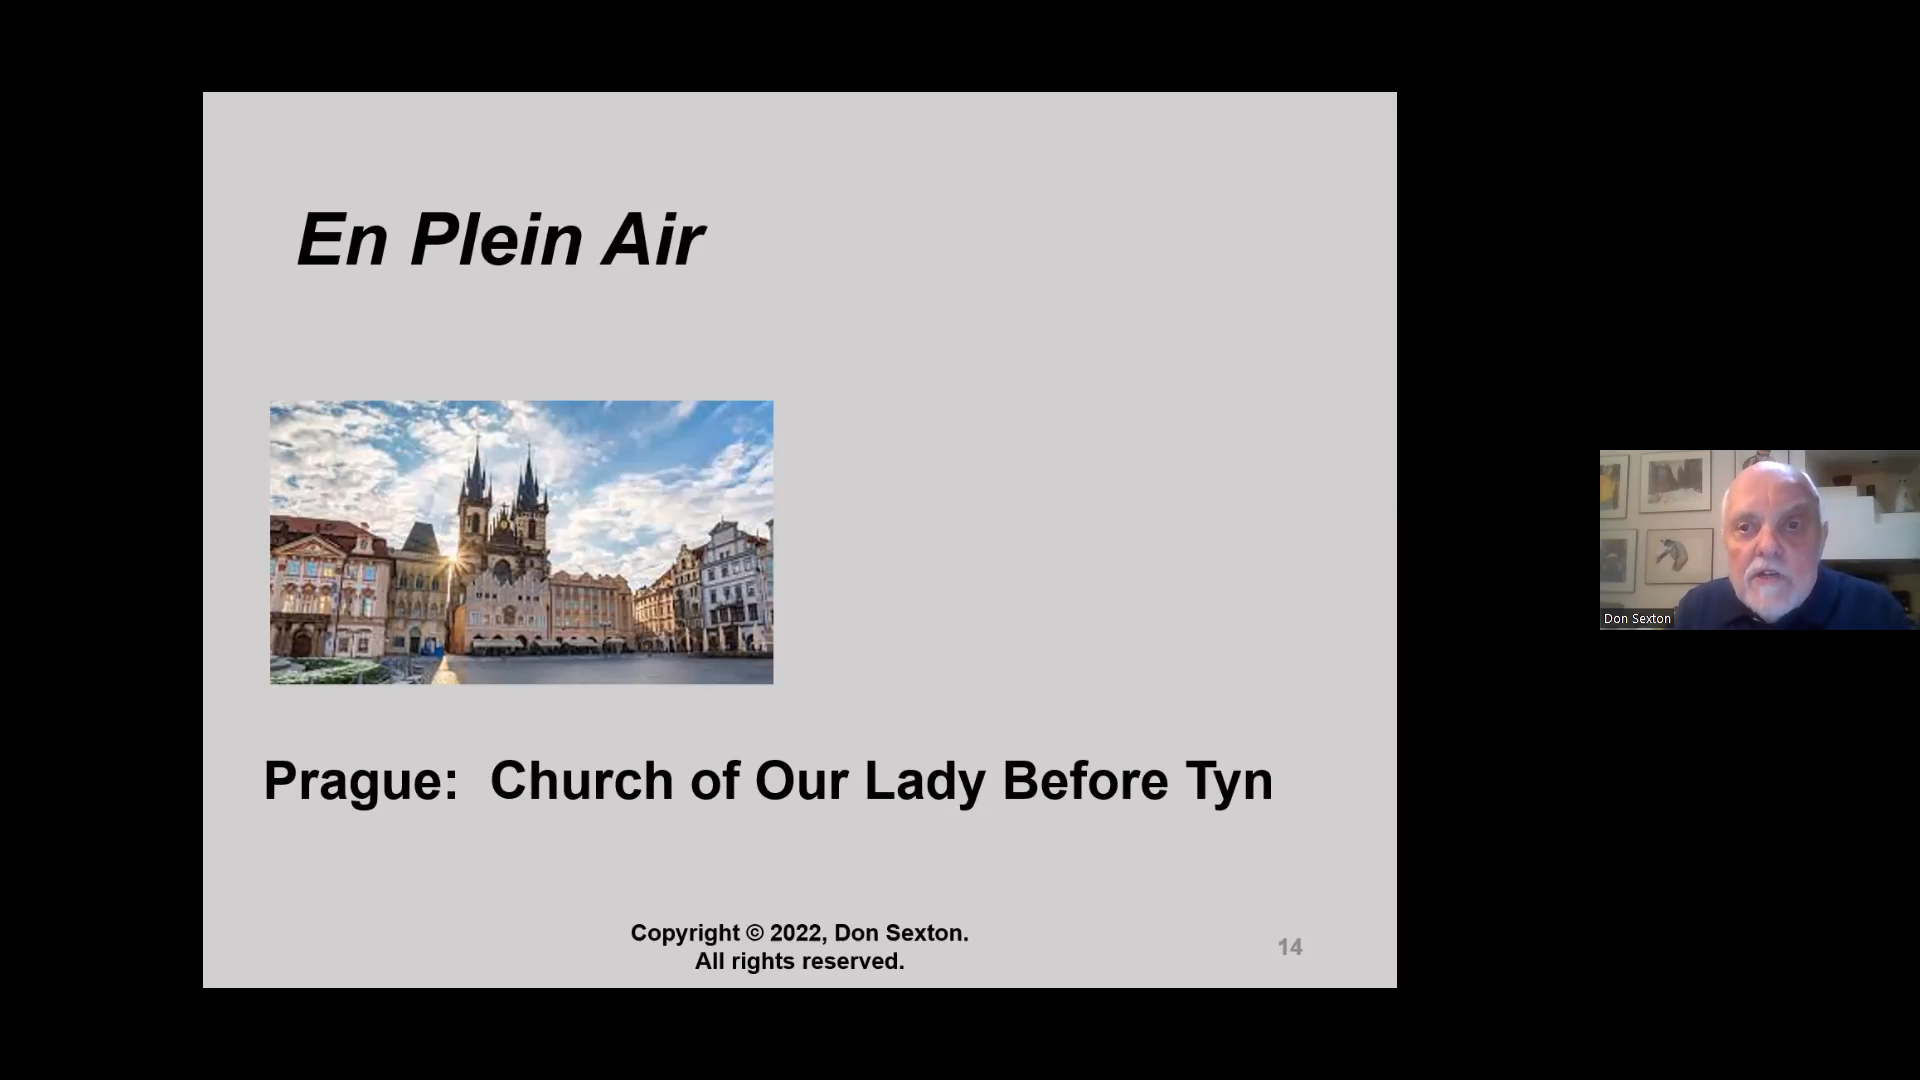 En Plein Air
Prague: Church of Our Lady Before Tyn
Copyright © 2022, Don Sexton.
All rights reserved.
14
Don Sexton